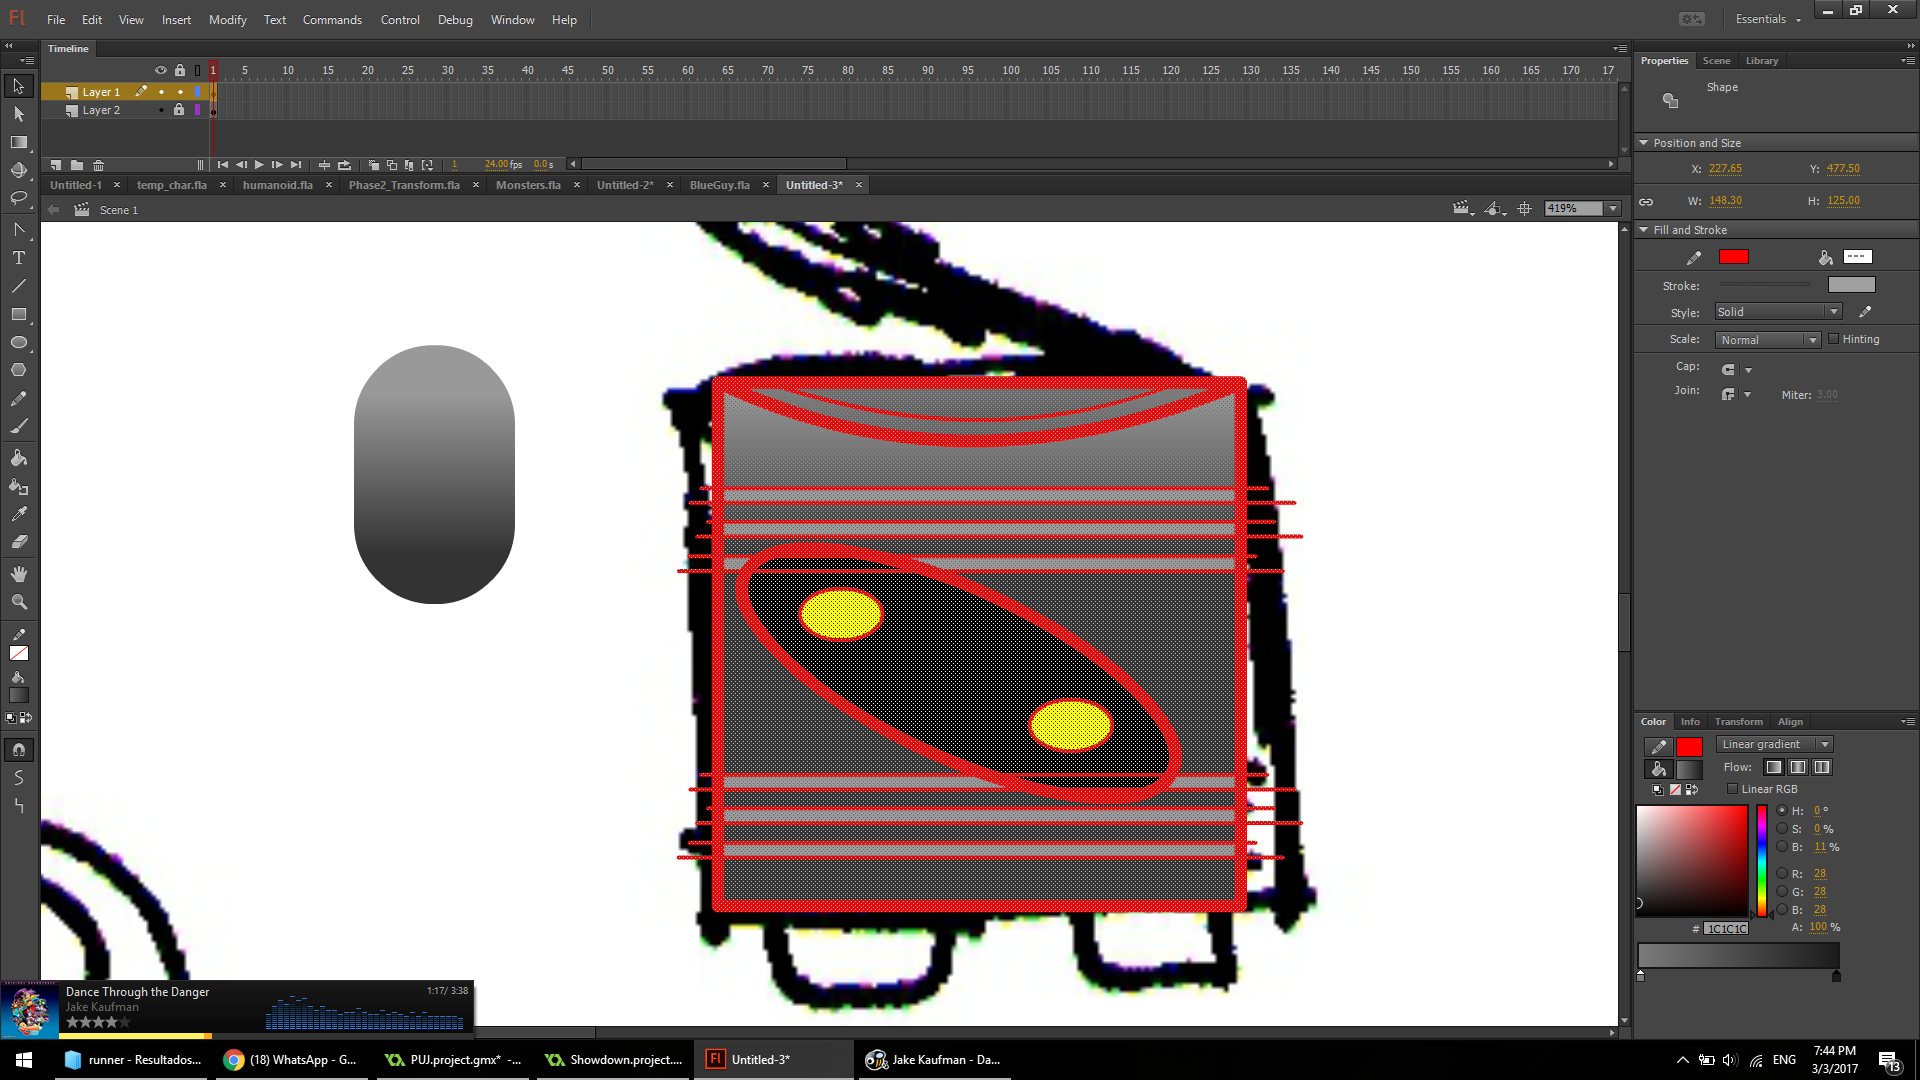 Fl File Edit View Insert Modify Text Commands Control Debug Window Help Essentials
Timeline
1 5 10 15 20 25 30 35 40 45 50 55 60 65 70 75 80 85 90 95 100 105 110 115 120 125 130 135 140 145 150 155 160 165 170 17
Layer 1
Layer 2
1 24.00 fps 0.0 s
Untitled-1 temp_char.fla humanoid.fla Phase2_Transform.fla Monsters.fla Untitled-2* BlueGuy.fla Untitled-3*
Scene 1 419%
Properties Scene Library
Shape
Position and Size
X: 227.65 Y: 477.50
W: 148.30 H: 125.00
Fill and Stroke
Stroke:
Style: Solid
Scale: Normal Hinting
Cap:
Join: Miter: 3.00
Color Info Transform Align
Linear gradient
Flow:
Linear RGB
H: 0 °
S: 0 %
B: 11 %
R: 28
G: 28
B: 28
# 1C1C1C A: 100 %
Dance Through the Danger 1:17/ 3:38
Jake Kaufman
runner - Resultados... (18) WhatsApp - G... PUJ.project.gmx* -... Showdown.project.... Fl Untitled-3* Jake Kaufman - Da... ENG 7:44 PM
3/3/2017 13